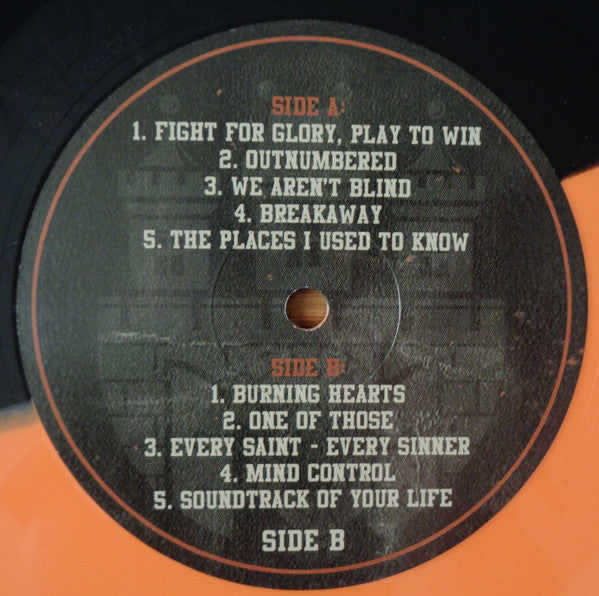 SIDE A:
1. FIGHT FOR GLORY, PLAY TO WIN
2. OUTNUMBERED
3. WE AREN'T BLIND
4. BREAKAWAY
5. THE PLACES I USED TO KNOW
SIDE B:
1. BURNING HEARTS
2. ONE OF THOSE
3. EVERY SAINT - EVERY SINNER
4. MIND CONTROL
5. SOUNDTRACK OF YOUR LIFE
SIDE B